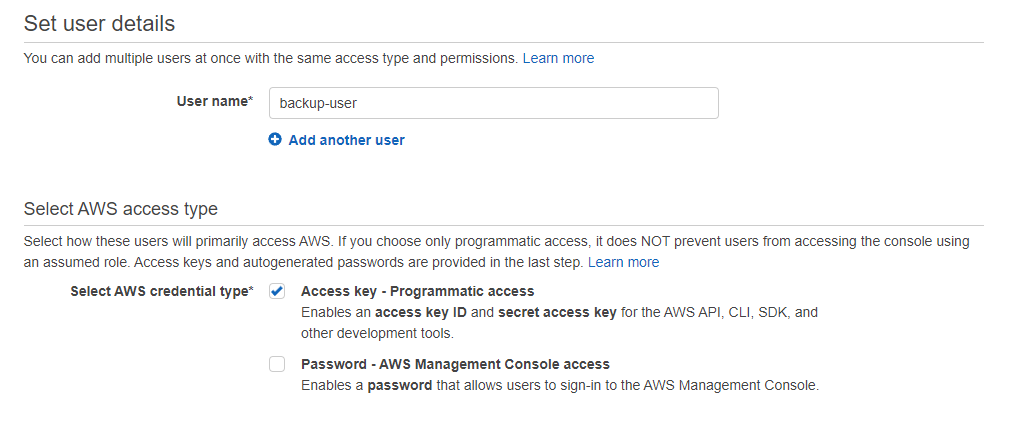 Set user details
You can add multiple users at once with the same access type and permissions. Learn more
User name*
backup-user
Add another user
Select AWS access type
Select how these users will primarily access AWS. If you choose only programmatic access, it does NOT prevent users from accessing the console using
an assumed role. Access keys and autogenerated passwords are provided in the last step. Learn more
Select AWS credential type*
Access key - Programmatic access
Enables an access key ID and secret access key for the AWS API, CLI, SDK, and
other development tools.
Password - AWS Management Console access
Enables a password that allows users to sign-in to the AWS Management Console.